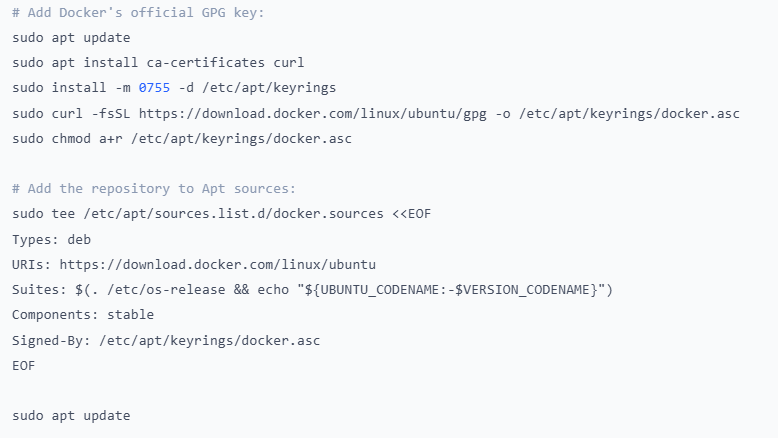 # Add Docker's official GPG key:
sudo apt update
sudo apt install ca-certificates curl
sudo install -m 0755 -d /etc/apt/keyrings
sudo curl -fsSL https://download.docker.com/linux/ubuntu/gpg -o /etc/apt/keyrings/docker.asc
sudo chmod a+r /etc/apt/keyrings/docker.asc

# Add the repository to Apt sources:
sudo tee /etc/apt/sources.list.d/docker.sources <<EOF
Types: deb
URIs: https://download.docker.com/linux/ubuntu
Suites: $(. /etc/os-release && echo "${UBUNTU_CODENAME:-$VERSION_CODENAME}")
Components: stable
Signed-By: /etc/apt/keyrings/docker.asc
EOF

sudo apt update